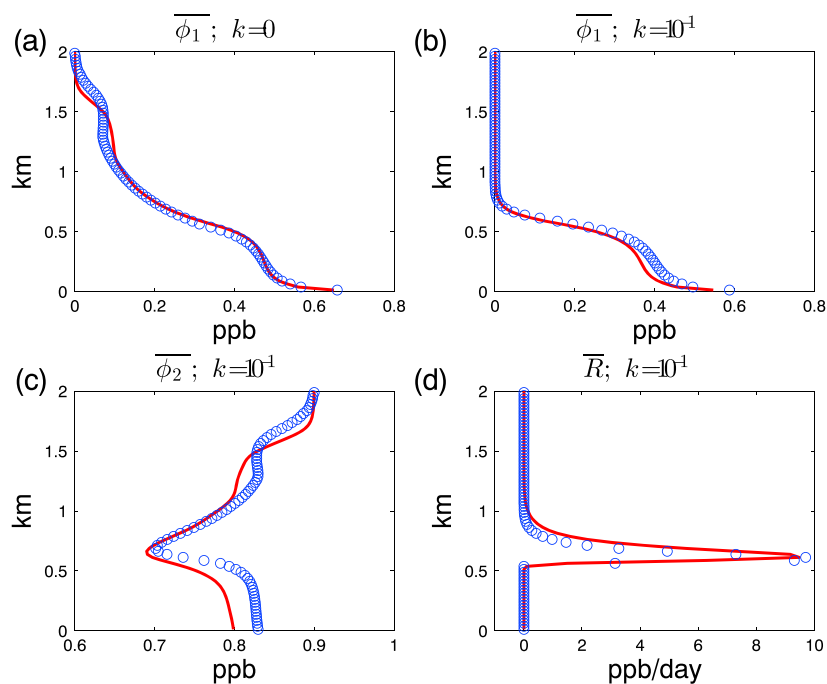 (a) φ1; k=0
2
1.5
1
0.5
0
km
0 0.2 0.4 0.6 0.8
ppb
(b) φ1; k=10-1
2
1.5
1
0.5
0
km
0 0.2 0.4 0.6 0.8
ppb
(c) φ2; k=10-1
2
1.5
1
0.5
0
km
0.6 0.7 0.8 0.9 1
ppb
(d) R; k=10-1
2
1.5
1
0.5
0
km
0 2 4 6 8 10
ppb/day